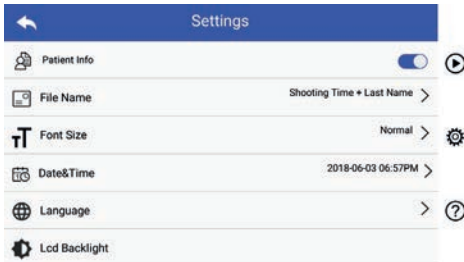 Settings
Patient Info
File Name Shooting Time + Last Name
Font Size Normal
Date&Time 2018-06-03 06:57PM
Language
Lcd Backlight